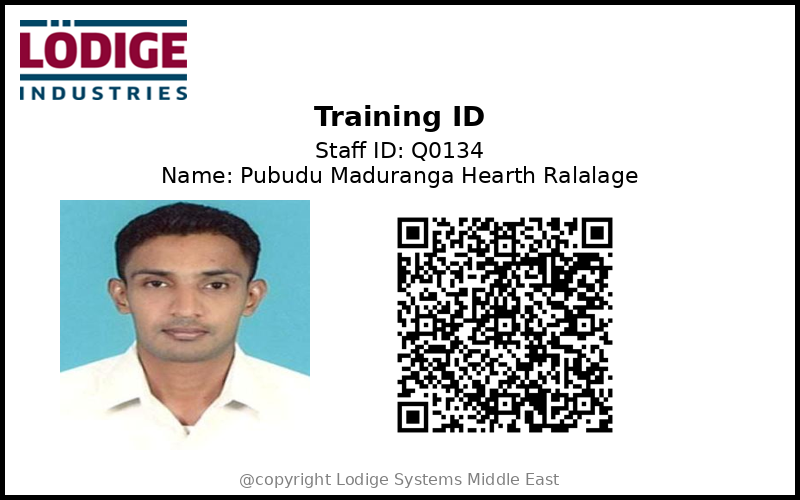 LÖDIGE
INDUSTRIES
Training ID
Staff ID: Q0134
Name: Pubudu Maduranga Hearth Ralalage
@copyright Lodige Systems Middle East